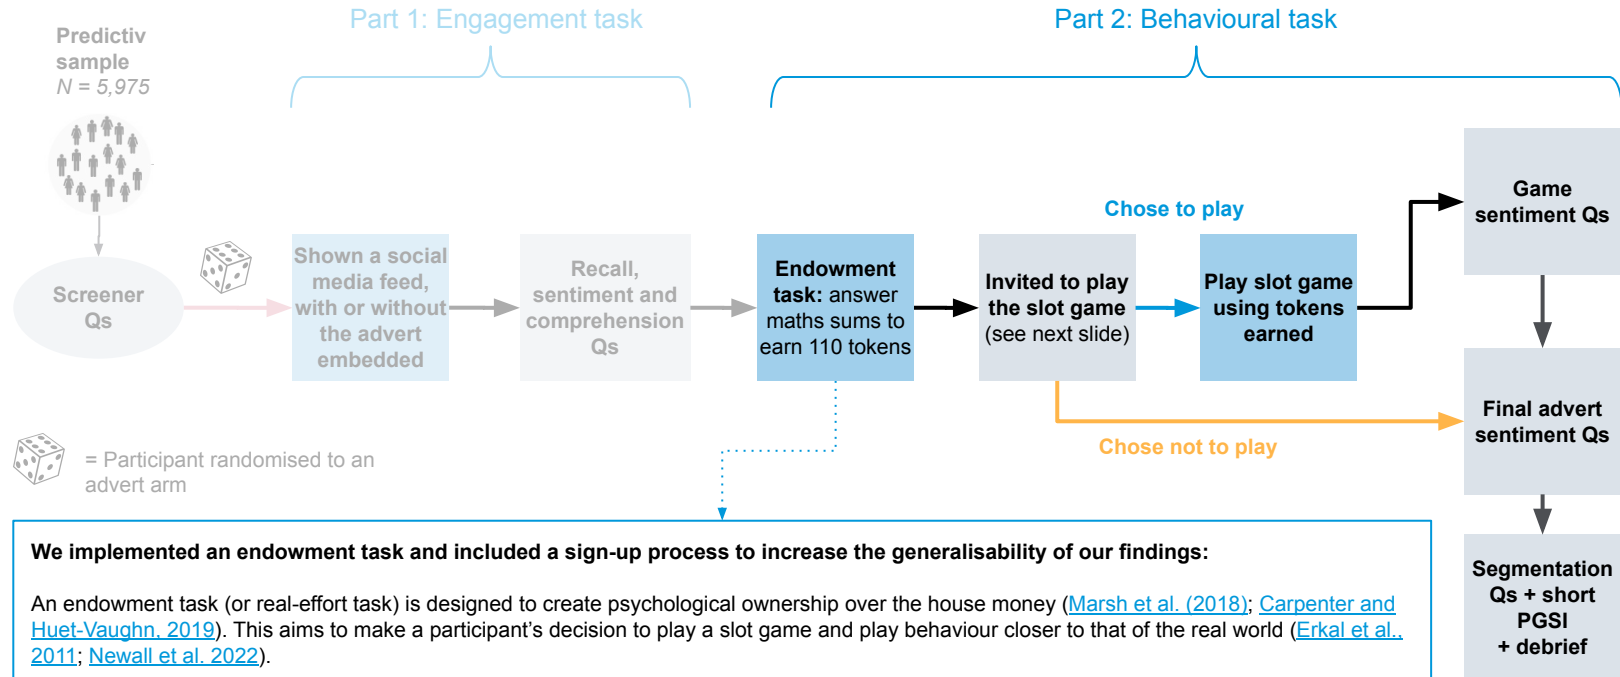 Part 1: Engagement task
Part 2: Behavioural task
Predictiv
sample
N = 5,975
Screener
Qs
Shown a social
media feed,
with or without
the advert
embedded
Recall,
sentiment and
comprehension
Qs
Endowment
task: answer
maths sums to
earn 110 tokens
Invited to play
the slot game
(see next slide)
Chose to play
Play slot game
using tokens
earned
Chose not to play
Game
sentiment Qs
Final advert
sentiment Qs
Segmentation
Qs + short
PGSI
+ debrief
= Participant randomised to an
advert arm
We implemented an endowment task and included a sign-up process to increase the generalisability of our findings:
An endowment task (or real-effort task) is designed to create psychological ownership over the house money (Marsh et al. (2018); Carpenter and
Huet-Vaughn, 2019). This aims to make a participant's decision to play a slot game and play behaviour closer to that of the real world (Erkal et al.,
2011; Newall et al. 2022).